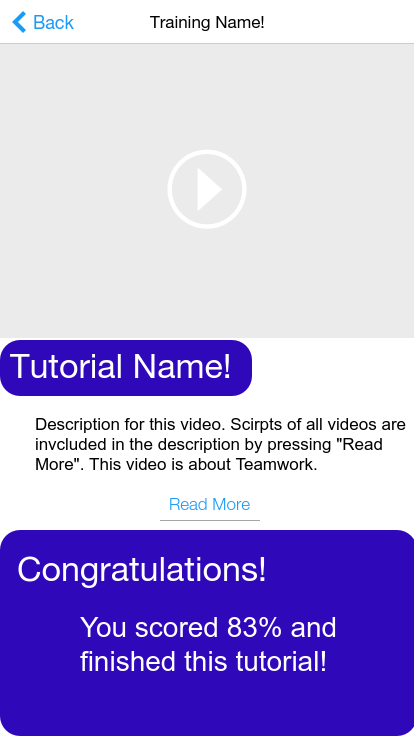 Back
Training Name!
Tutorial Name!
Description for this video. Scirpts of all videos are
invcluded in the description by pressing "Read
More". This video is about Teamwork.
Read More
Congratulations!
You scored 83% and
finished this tutorial!